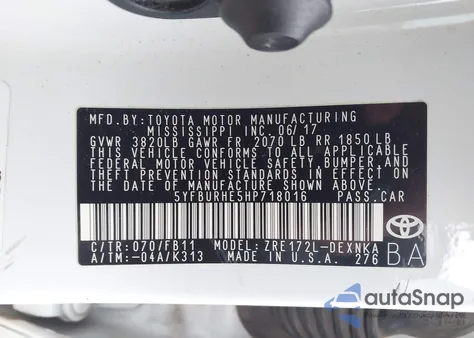 MFD.BY:TOYOTA MOTOR MANUFACTURING
MISSISSIPPI INC.06/17
GVWR 3820LB GAWR FR 2070 LB RR 1850 LB
THIS VEHICLE CONFORMS TO ALL APPLICABLE
FEDERAL MOTOR VEHICLE SAFETY,BUMPER,AND
THEFT PREVENTION STANDARDS IN EFFECT
ON THE DATE OF MANUFACTURE SHOWN ABOVE.
5YFBURHE5HP718016 PASS.CAR
C/TR:070/FB11 MODEL:ZRE172L-DEXNKA
A/TM:-04A/K313 MADE IN U.S.A. 276
BA
autoSnap